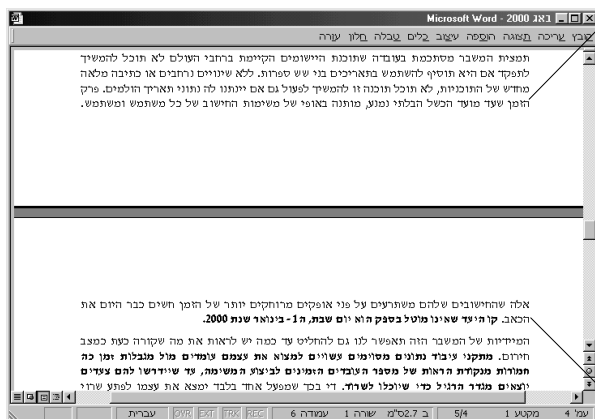 Microsoft Word - 2000 באג
קובץ עריכה תצוגה הוספה עיצוב כלים טבלה חלון עזרה
תמצית המשבר מסתכמת בעובדה שתוכנת היישומים הקיימת ברחבי העולם לא תוכל להמשיך
לתפקד אם היא תוסיף להשתמש בתאריכים בני שש ספרות. ללא שינויים נרחבים או כתיבה מלאה
מחדש של התוכניות, לא תוכל תוכנה זו להמשיך לפעול גם אם יינתנו לה נתוני תאריך הולמים. פרק
הזמן שעד מועד הכשל הבלתי נמנע, מותנה באופי של משימות החישוב של כל משתמש ומשתמש.
אלה שהחישובים שלהם משתרעים על פני אופקים מרוחקים יותר של הזמן חשים כבר היום את
הכאב. קו היעד שאינו מוטל בספק הוא יום שבת, ה 1 - בינואר שנת 2000.
המיידיות של המשבר הזה תאפשר לנו גם להחליט עד כמה יש לראות את מה שקורה כעת כמצב
חירום. מתקני עיבוד נתונים מסוימים עשויים למצוא את עצמם עומדים מול מגבלות זמן כה
חמורות מנקודת הראות של מספר העובדים הזמינים לביצוע המשימה, עד שיידרשו להם צעדים
יוצאים מגדר הרגיל כדי שיוכלו לשרוד. די בכך שמפעל אחד בלבד ימצא את עצמו לפתע שרוי
עמ' 4 מקטע 1 5/4 ב 2.7ס"מ שורה 1 עמודה 6 REC TRK EXT OVR עברית